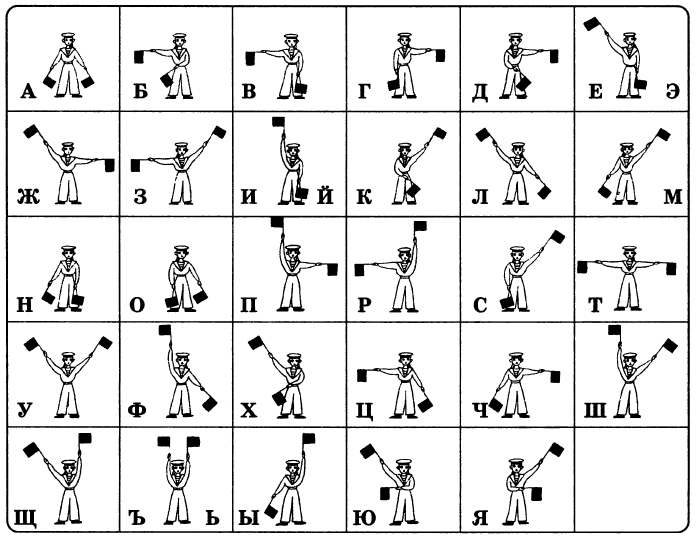 А Б В Г Д Е Э
Ж З И Й К Л М
Н О П Р С Т
У Ф Х Ц Ч Ш
Щ Ъ Ь Ы Ю Я